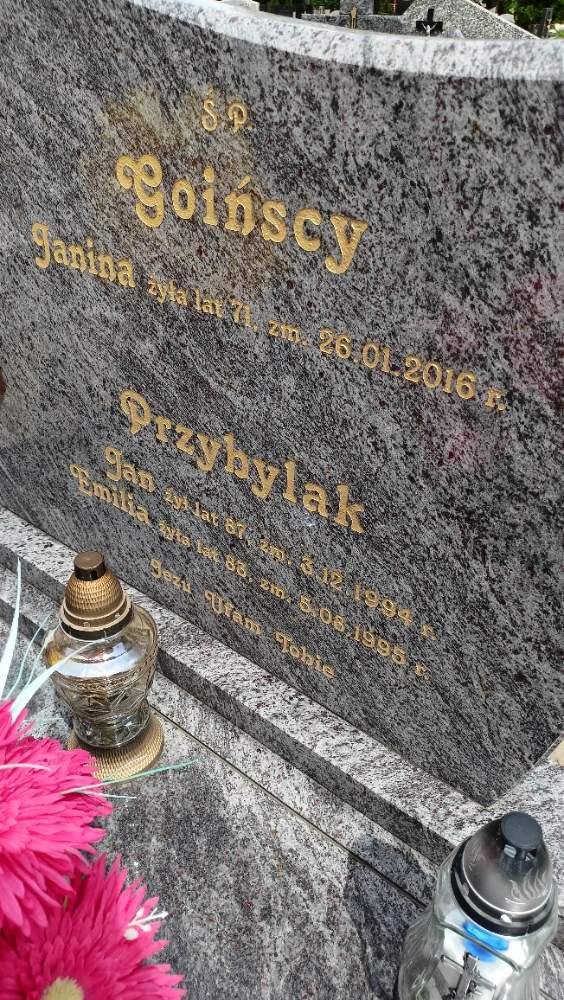 Ś.P.
Goińscy
Janina żyła lat 71, zm. 26.01.2016 r.
Przybylak
Jan żył lat 67, zm. 3.12.1994 r.
Emilia żyła lat 63, zm. 5.06.1995 r.
Jezu Ufam Tobie